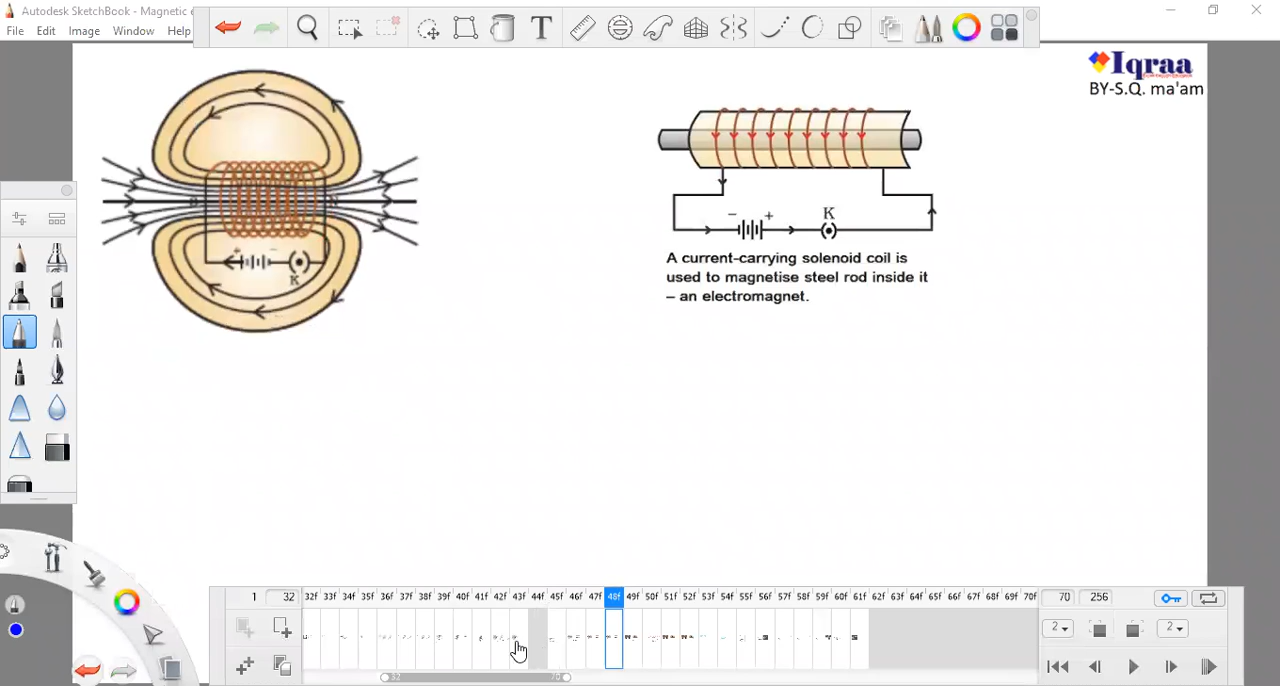 Autodesk SketchBook - Magnetic e
File Edit Image Window Help
T
Iqraa
BY-S.Q. ma'am
K
− +
K
A current-carrying solenoid coil is
used to magnetise steel rod inside it
– an electromagnet.
+ −
K
1 32 32f 33f 34f 35f 36f 37f 38f 39f 40f 41f 42f 43f 44f 45f 46f 47f 48f 49f 50f 51f 52f 53f 54f 55f 56f 57f 58f 59f 60f 61f 62f 63f 64f 65f 66f 67f 68f 69f 70f 70 256
2 2
32 70